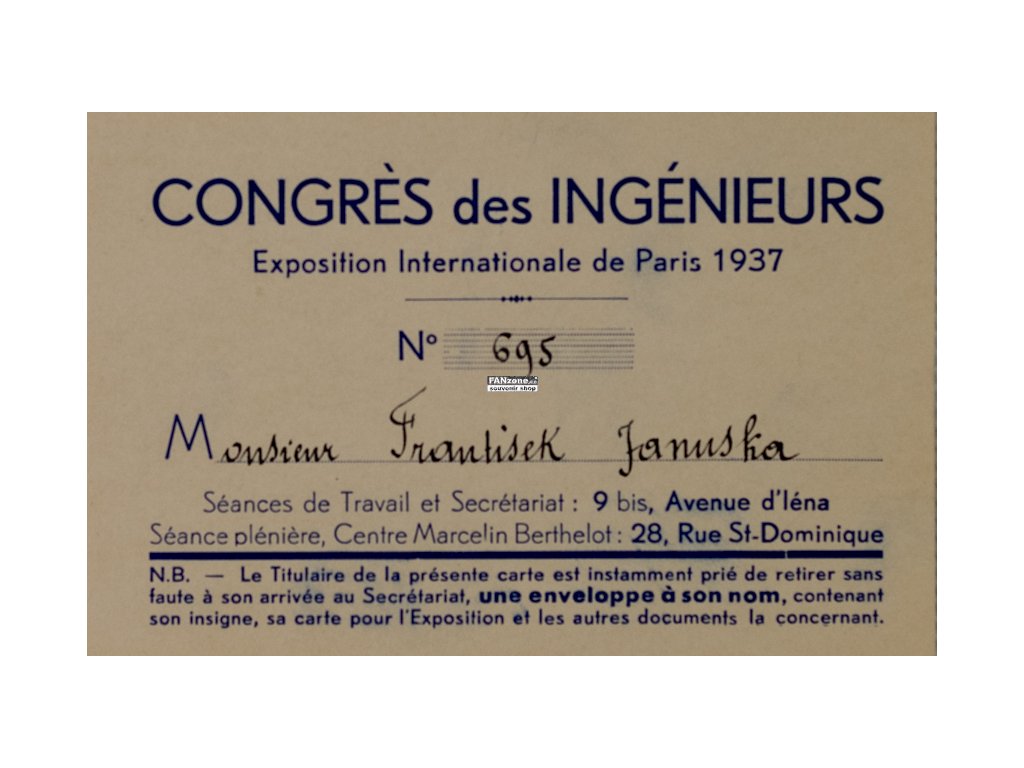 CONGRÈS des INGÉNIEURS
Exposition Internationale de Paris 1937
N° 695
FANzone.cz
souvenir shop
Monsieur Frantisek Januska
Séances de Travail et Secrétariat : 9 bis, Avenue d'Iéna
Séance plénière, Centre Marcelin Berthelot : 28, Rue St-Dominique
N.B. — Le Titulaire de la présente carte est instamment prié de retirer sans
faute à son arrivée au Secrétariat, une enveloppe à son nom, contenant
son insigne, sa carte pour l'Exposition et les autres documents la concernant.